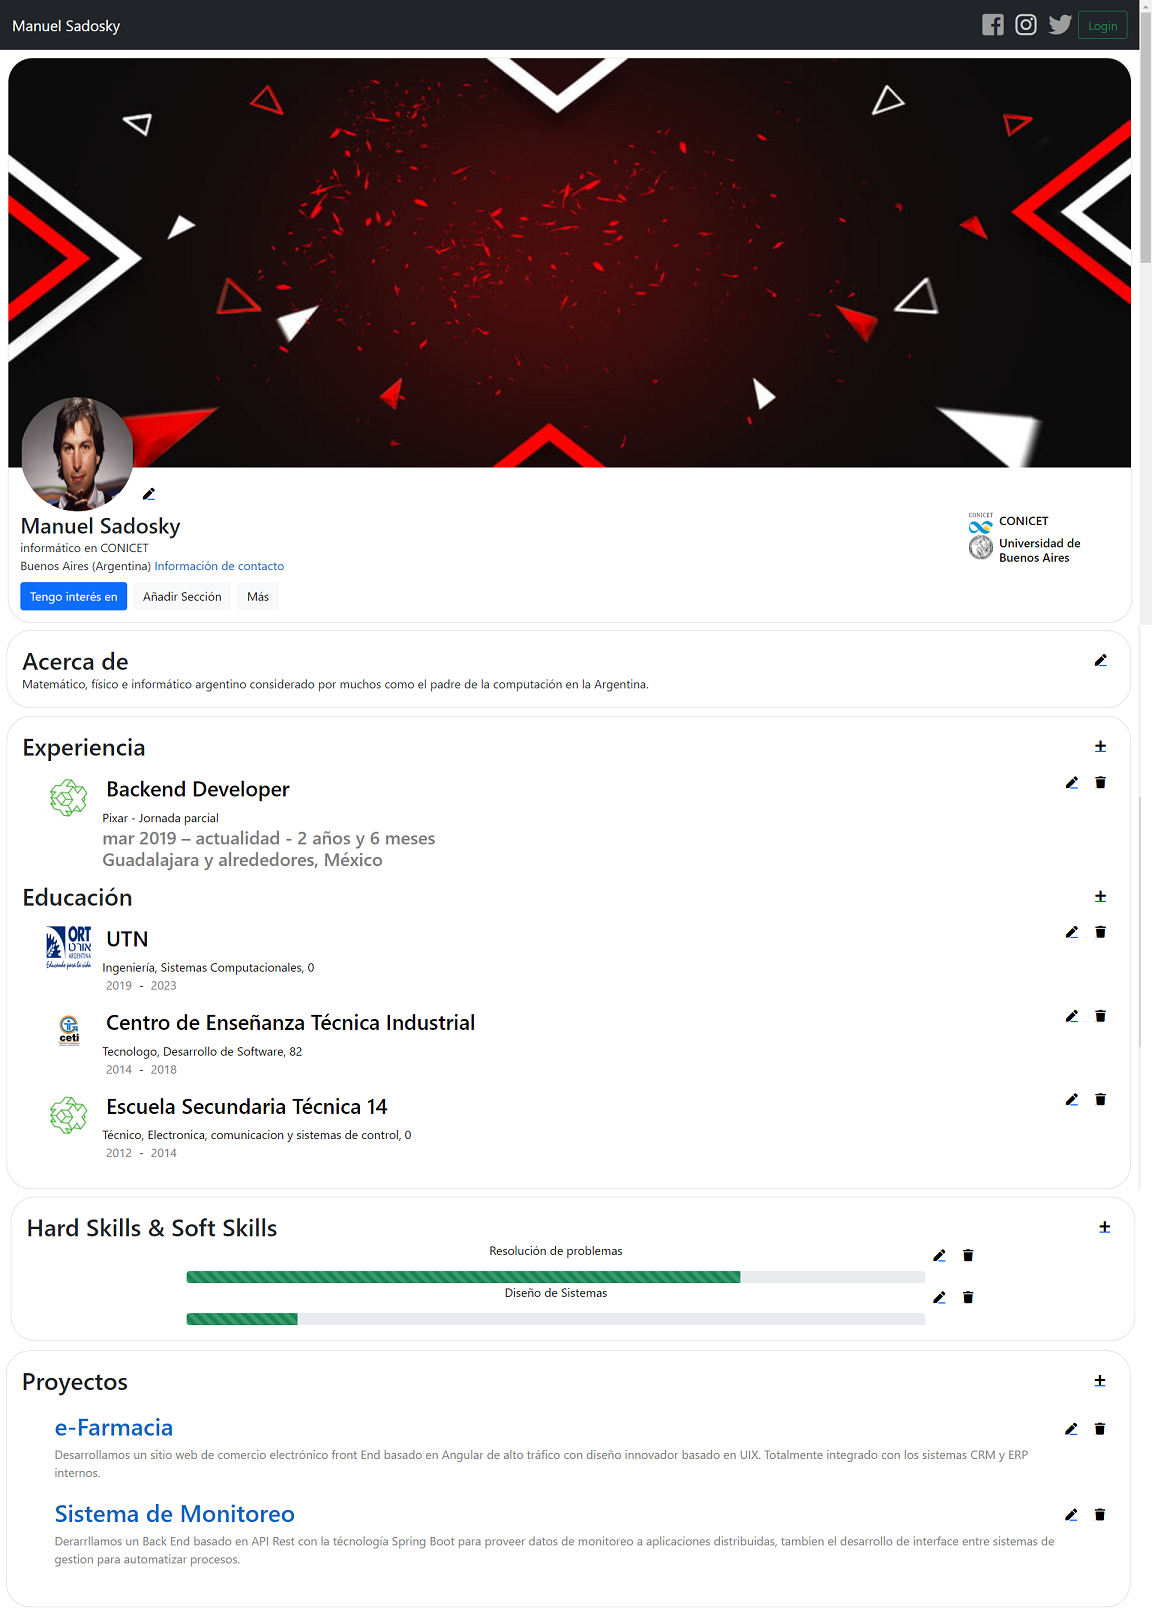 Manuel Sadosky
Login
Manuel Sadosky
informático en CONICET
Buenos Aires (Argentina) Información de contacto
Tengo interés en
Añadir Sección
Más
CONICET
CONICET
Universidad de
Buenos Aires
Acerca de
Matemático, físico e informático argentino considerado por muchos como el padre de la computación en la Argentina.
Experiencia
Backend Developer
Pixar - Jornada parcial
mar 2019 – actualidad - 2 años y 6 meses
Guadalajara y alrededores, México
Educación
ORT
אורט
ARGENTINA
Educando para la vida
UTN
Ingeniería, Sistemas Computacionales, 0
2019 - 2023
ceti
Centro de Enseñanza Técnica Industrial
Tecnologo, Desarrollo de Software, 82
2014 - 2018
Escuela Secundaria Técnica 14
Técnico, Electronica, comunicacion y sistemas de control, 0
2012 - 2014
Hard Skills & Soft Skills
Resolución de problemas
Diseño de Sistemas
Proyectos
e-Farmacia
Desarrollamos un sitio web de comercio electrónico front End basado en Angular de alto tráfico con diseño innovador basado en UIX. Totalmente integrado con los sistemas CRM y ERP
internos.
Sistema de Monitoreo
Derarrllamos un Back End basado en API Rest con la técnología Spring Boot para proveer datos de monitoreo a aplicaciones distribuidas, tambien el desarrollo de interface entre sistemas de
gestion para automatizar procesos.